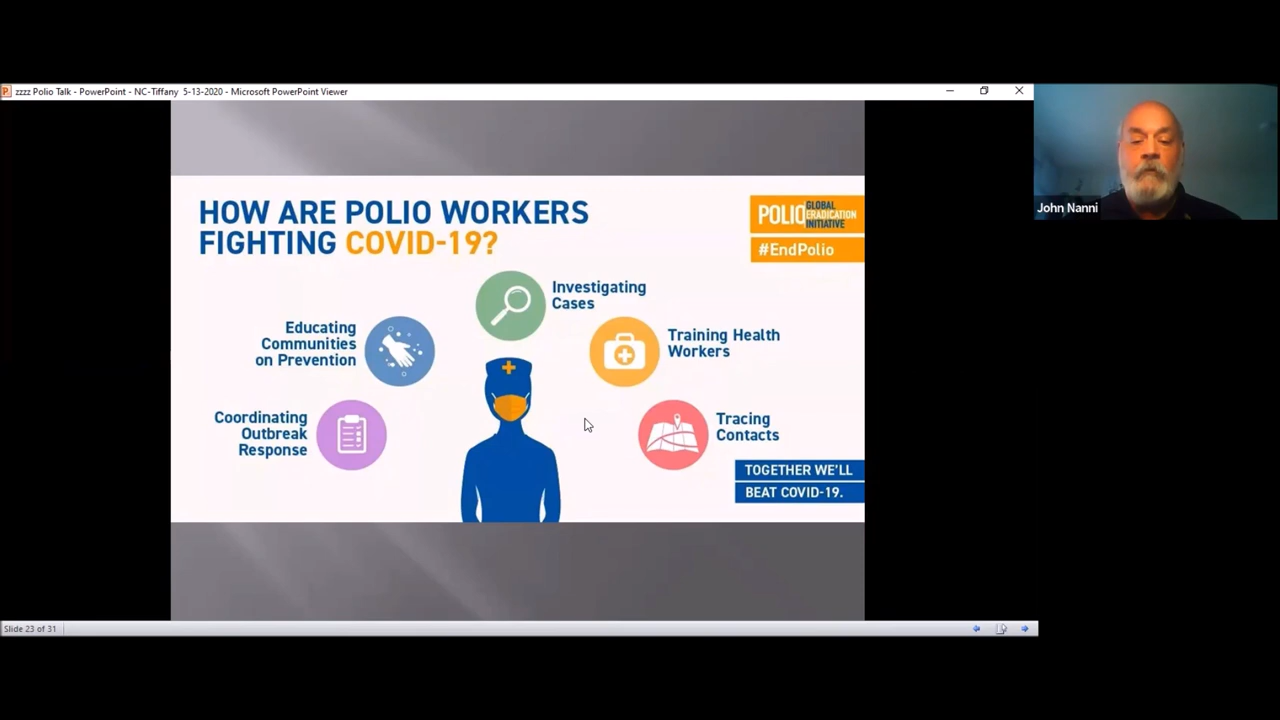 zzzz Polio Talk - PowerPoint - NC-Tiffany 5-13-2020 - Microsoft PowerPoint Viewer
John Nanni
HOW ARE POLIO WORKERS
FIGHTING COVID-19?
POLIO GLOBAL
ERADICATION
INITIATIVE
#EndPolio
Investigating
Cases
Educating
Communities
on Prevention
Training Health
Workers
Coordinating
Outbreak
Response
Tracing
Contacts
TOGETHER WE'LL
BEAT COVID-19.
Slide 23 of 31